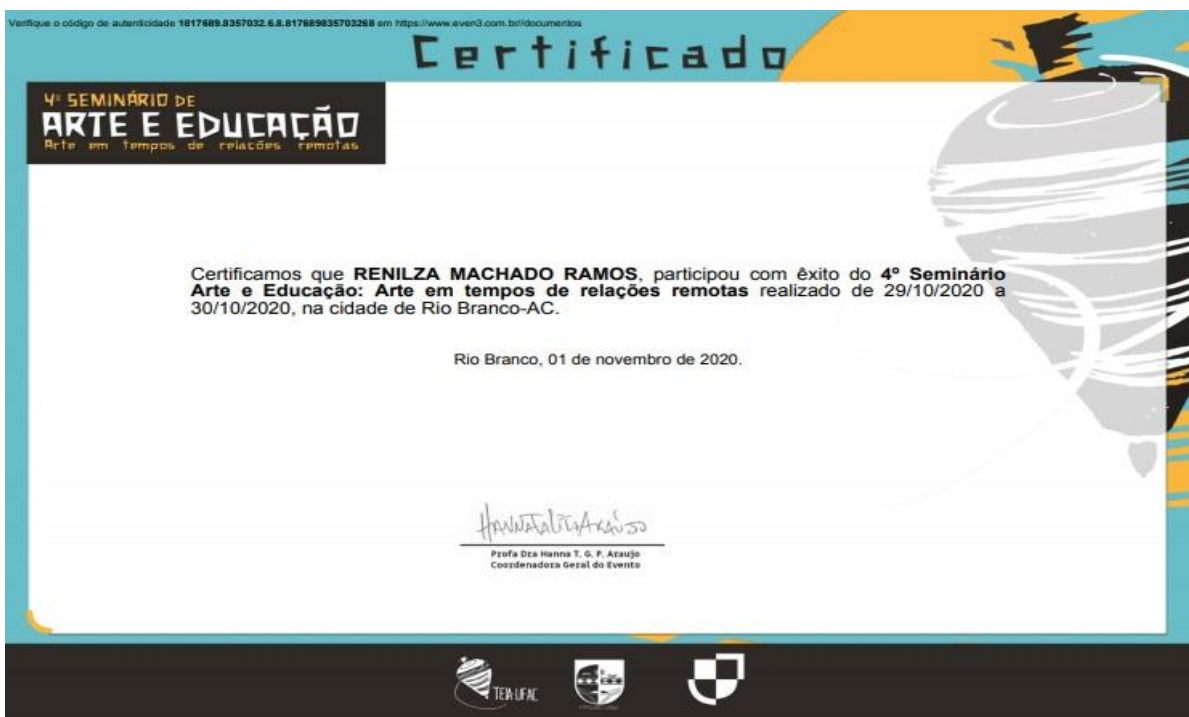 Verifique o código de autenticidade 1817689.8357032.6.8.817689835703268 em https://www.even3.com.br//documentos
Certificado
4º SEMINÁRIO DE
ARTE E EDUCAÇÃO
Arte em tempos de relações remotas
Certificamos que RENILZA MACHADO RAMOS, participou com êxito do 4º Seminário
Arte e Educação: Arte em tempos de relações remotas realizado de 29/10/2020 a
30/10/2020, na cidade de Rio Branco-AC.
Rio Branco, 01 de novembro de 2020.
Profa Dra Hanna T. G. P. Araujo
Coordenadora Geral do Evento
TEIA UFAC